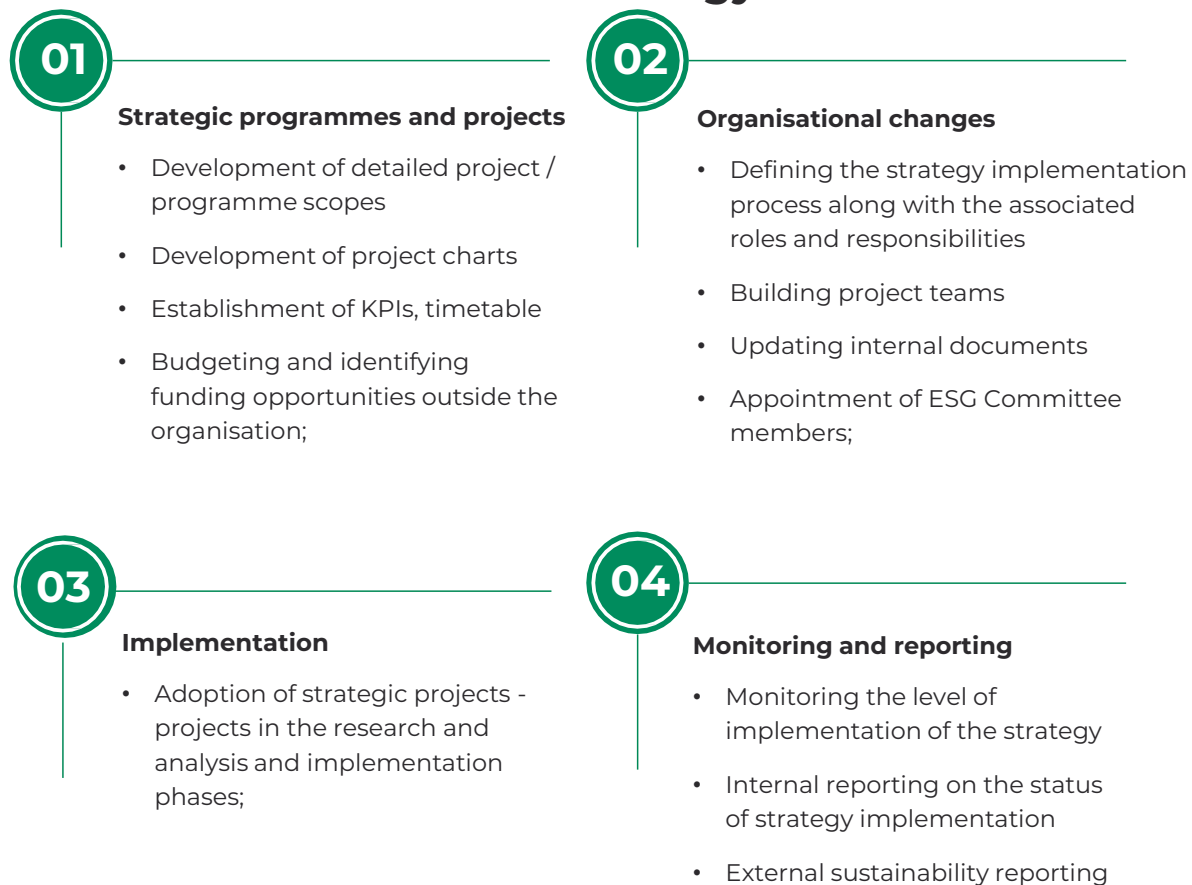 01
Strategic programmes and projects
• Development of detailed project /
programme scopes
• Development of project charts
• Establishment of KPIs, timetable
• Budgeting and identifying
funding opportunities outside the
organisation;
02
Organisational changes
• Defining the strategy implementation
process along with the associated
roles and responsibilities
• Building project teams
• Updating internal documents
• Appointment of ESG Committee
members;
03
Implementation
• Adoption of strategic projects -
projects in the research and
analysis and implementation
phases;
04
Monitoring and reporting
• Monitoring the level of
implementation of the strategy
• Internal reporting on the status
of strategy implementation
• External sustainability reporting